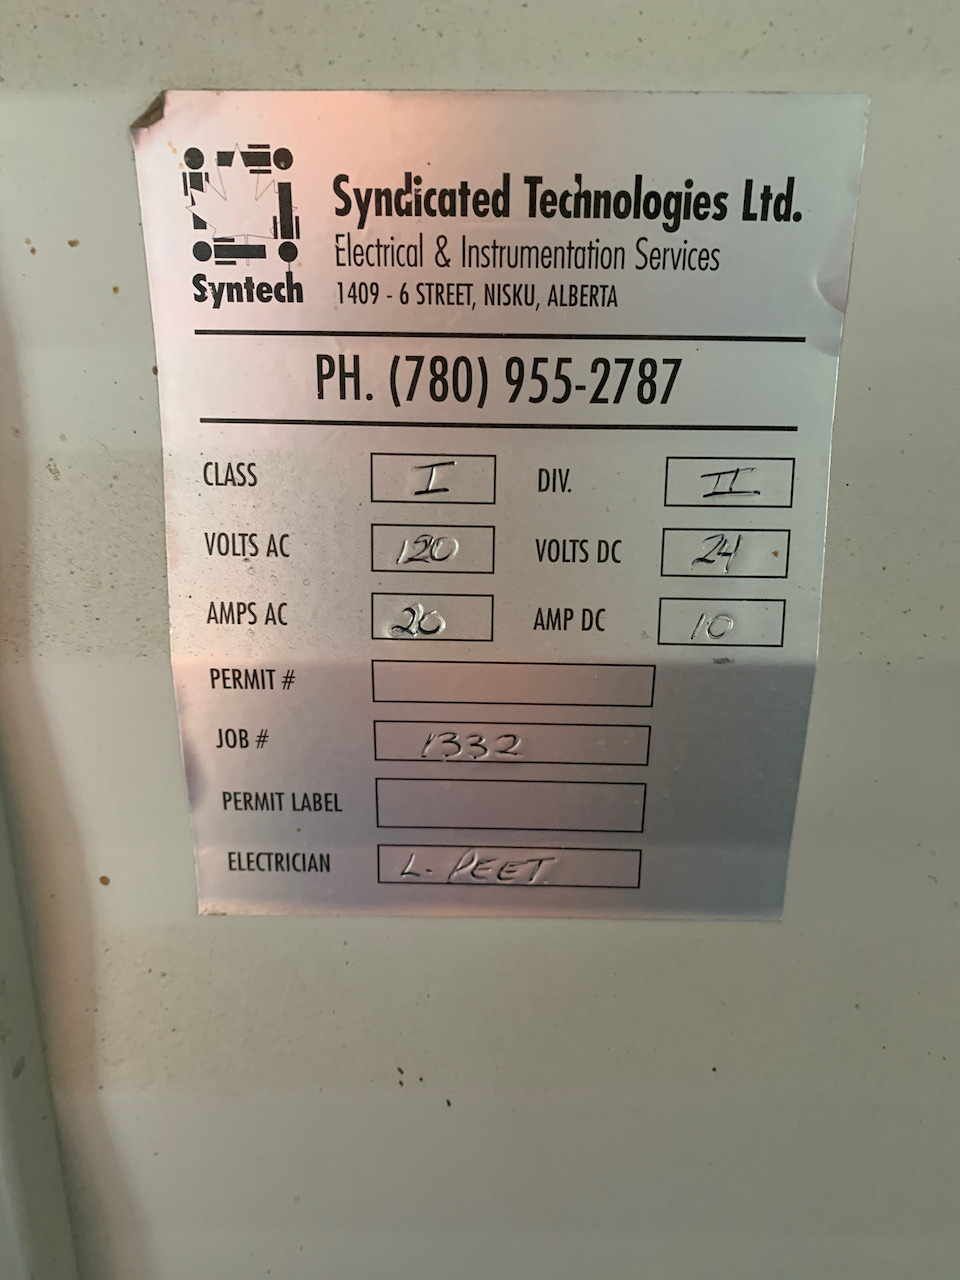 Syndicated Technologies Ltd.
Electrical & Instrumentation Services
Syntech 1409 - 6 STREET, NISKU, ALBERTA
PH. (780) 955-2787
CLASS I DIV. II
VOLTS AC 120 VOLTS DC 24
AMPS AC 20 AMP DC 10
PERMIT #
JOB # 1332
PERMIT LABEL
ELECTRICIAN L. PEET